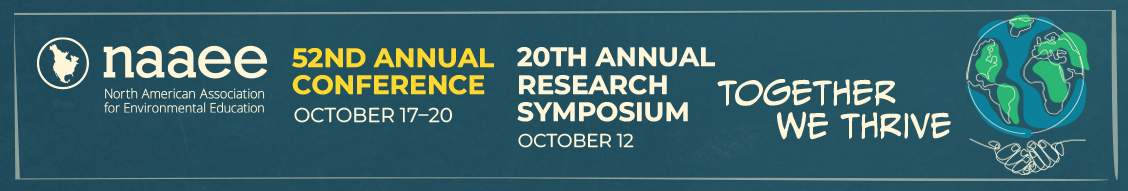 naaee
North American Association
for Environmental Education
52ND ANNUAL
CONFERENCE
OCTOBER 17–20
20TH ANNUAL
RESEARCH
SYMPOSIUM
OCTOBER 12
TOGETHER
WE THRIVE